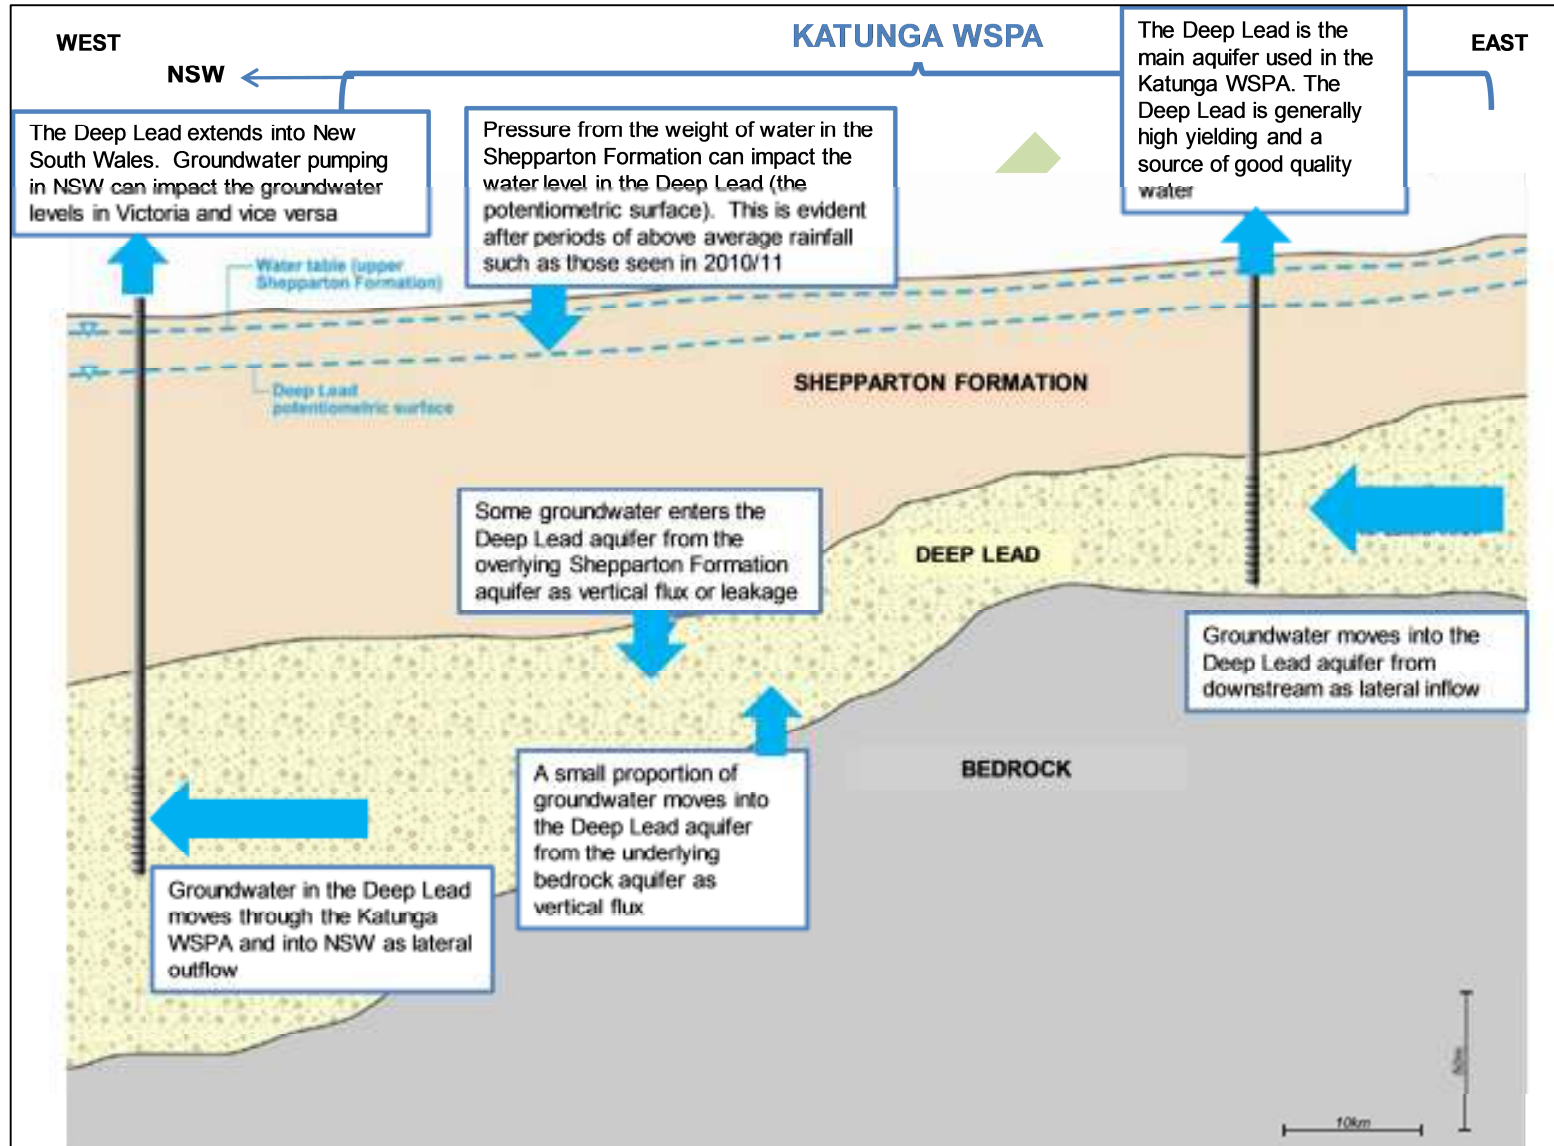 WEST
KATUNGA WSPA
EAST
NSW
The Deep Lead is the
main aquifer used in the
Katunga WSPA. The
Deep Lead is generally
high yielding and a
source of good quality
water
The Deep Lead extends into New
South Wales. Groundwater pumping
in NSW can impact the groundwater
levels in Victoria and vice versa
Pressure from the weight of water in the
Shepparton Formation can impact the
water level in the Deep Lead (the
potentiometric surface). This is evident
after periods of above average rainfall
such as those seen in 2010/11
Water table (upper
Shepparton Formation)
Deep Lead
potentiometric surface
SHEPPARTON FORMATION
Some groundwater enters the
Deep Lead aquifer from the
overlying Shepparton Formation
aquifer as vertical flux or leakage
DEEP LEAD
Groundwater moves into the
Deep Lead aquifer from
downstream as lateral inflow
A small proportion of
groundwater moves into
the Deep Lead aquifer
from the underlying
bedrock aquifer as
vertical flux
BEDROCK
Groundwater in the Deep Lead
moves through the Katunga
WSPA and into NSW as lateral
outflow
50m
10km